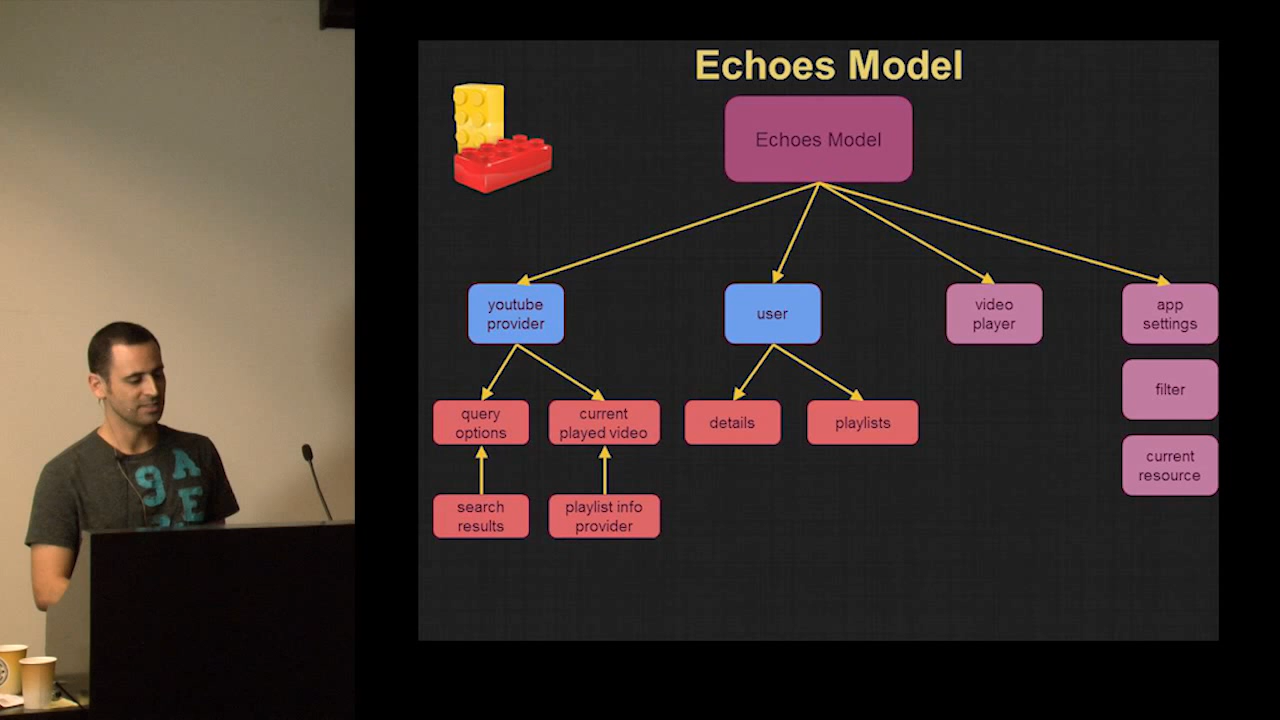 Echoes Model
Echoes Model
youtube
provider
user
video
player
app
settings
filter
current
resource
query
options
current
played video
details
playlists
search
results
playlist info
provider
9A